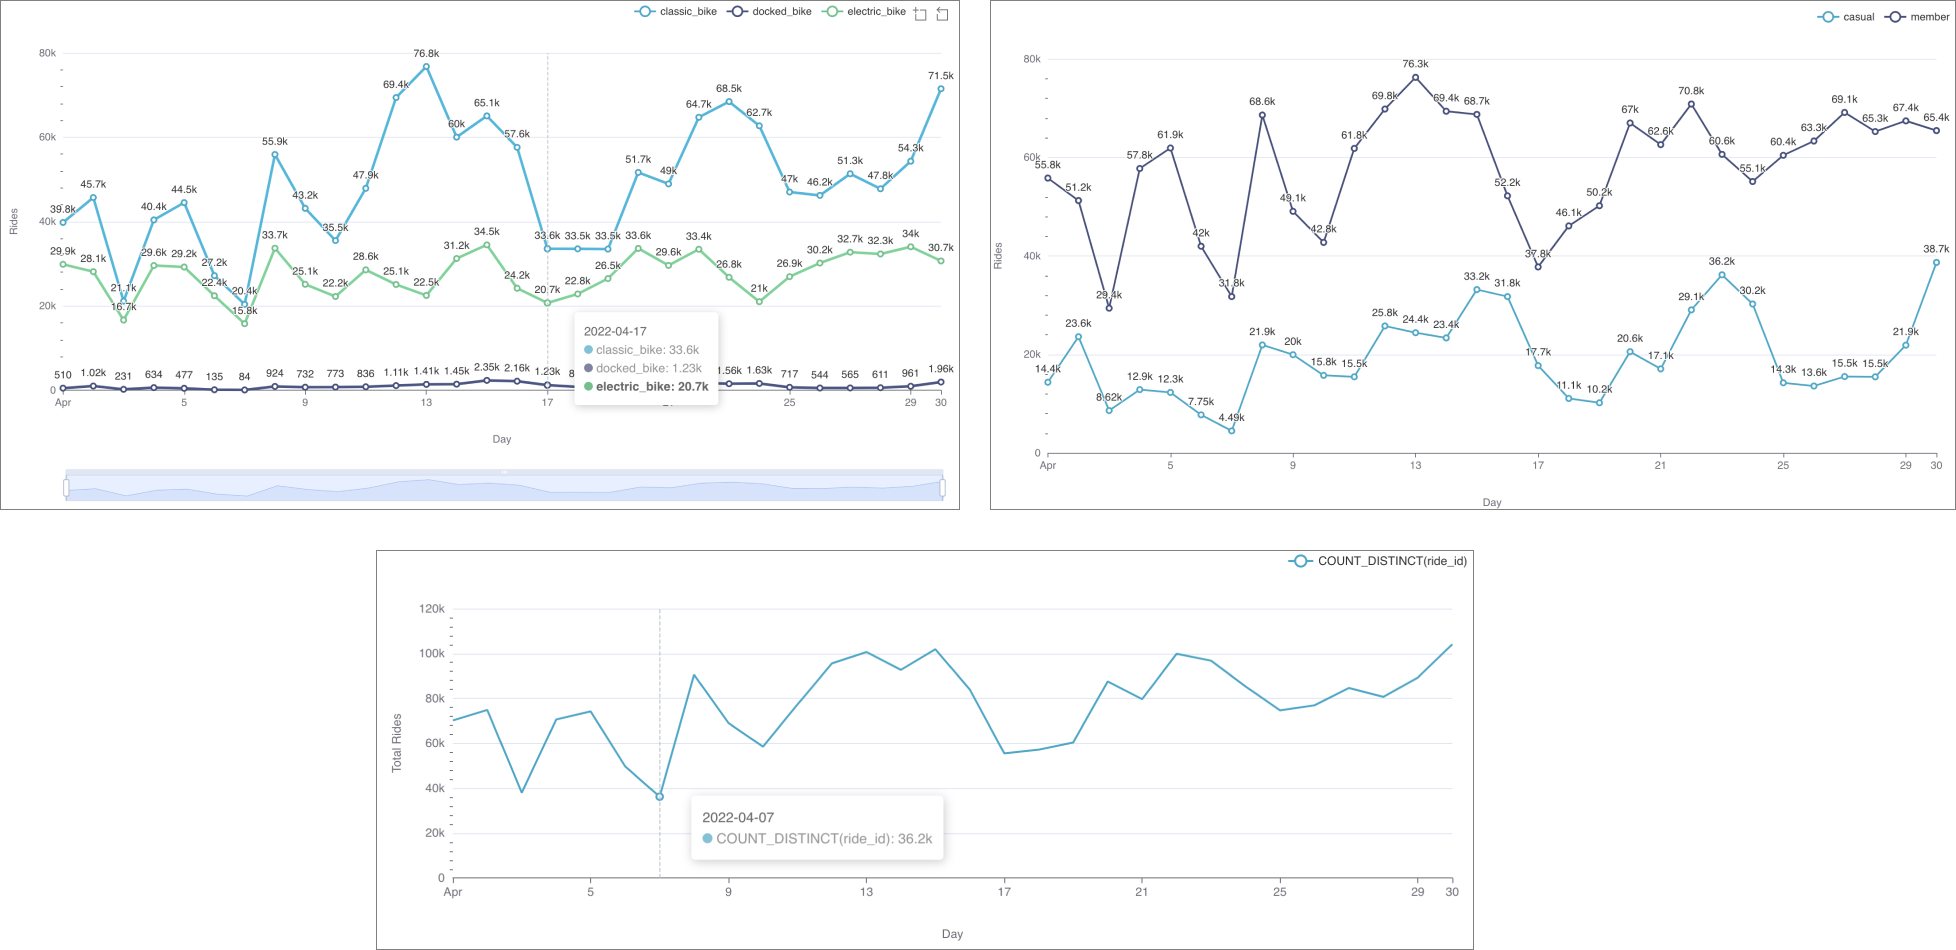 classic_bike docked_bike electric_bike
80k
60k
40k
20k
0
Rides
39.8k 45.7k 21.1k 40.4k 44.5k 27.2k 20.4k 55.9k 43.2k 35.5k 47.9k 69.4k 76.8k 60k 65.1k 57.6k 33.6k 33.5k 33.5k 51.7k 49k 64.7k 68.5k 62.7k 47k 46.2k 51.3k 47.8k 54.3k 71.5k
29.9k 28.1k 16.7k 29.6k 29.2k 22.4k 15.8k 33.7k 25.1k 22.2k 28.6k 25.1k 22.5k 31.2k 34.5k 24.2k 20.7k 22.8k 26.5k 33.6k 29.6k 33.4k 26.8k 21k 26.9k 30.2k 32.7k 32.3k 34k 30.7k
510 1.02k 231 634 477 135 84 924 732 773 836 1.11k 1.41k 1.45k 2.35k 2.16k 1.23k 1.56k 1.63k 717 544 565 611 961 1.96k
2022-04-17
classic_bike: 33.6k
docked_bike: 1.23k
electric_bike: 20.7k
Apr 5 9 13 17 25 29 30
Day
casual member
80k
60k
40k
20k
0
Rides
55.8k 51.2k 29.4k 57.8k 61.9k 42k 31.8k 68.6k 49.1k 42.8k 61.8k 69.8k 76.3k 69.4k 68.7k 52.2k 37.8k 46.1k 50.2k 67k 62.6k 70.8k 60.6k 55.1k 60.4k 63.3k 69.1k 65.3k 67.4k 65.4k
14.4k 23.6k 8.62k 12.9k 12.3k 7.75k 4.49k 21.9k 20k 15.8k 15.5k 25.8k 24.4k 23.4k 33.2k 31.8k 17.7k 11.1k 10.2k 20.6k 17.1k 29.1k 36.2k 30.2k 14.3k 13.6k 15.5k 15.5k 21.9k 38.7k
Apr 5 9 13 17 21 25 29 30
Day
COUNT_DISTINCT(ride_id)
120k
100k
80k
60k
40k
20k
0
Total Rides
2022-04-07
COUNT_DISTINCT(ride_id): 36.2k
Apr 5 9 13 17 21 25 29 30
Day